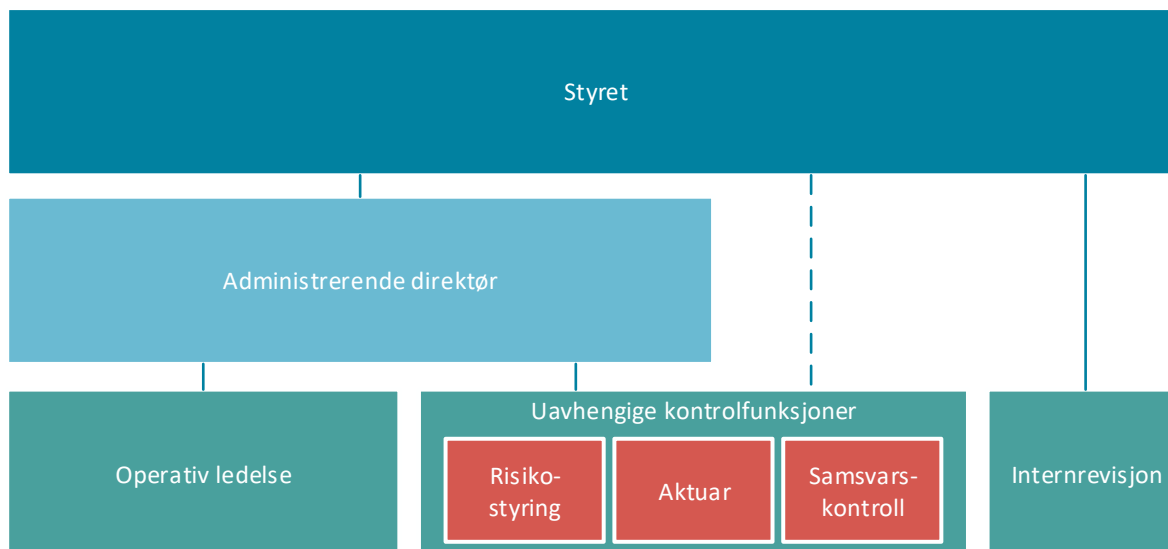 Styret
Administrerende direktør
Operativ ledelse
Uavhengige kontrolfunksjoner
Risiko-
styring
Aktuar
Samsvars-
kontroll
Internrevisjon